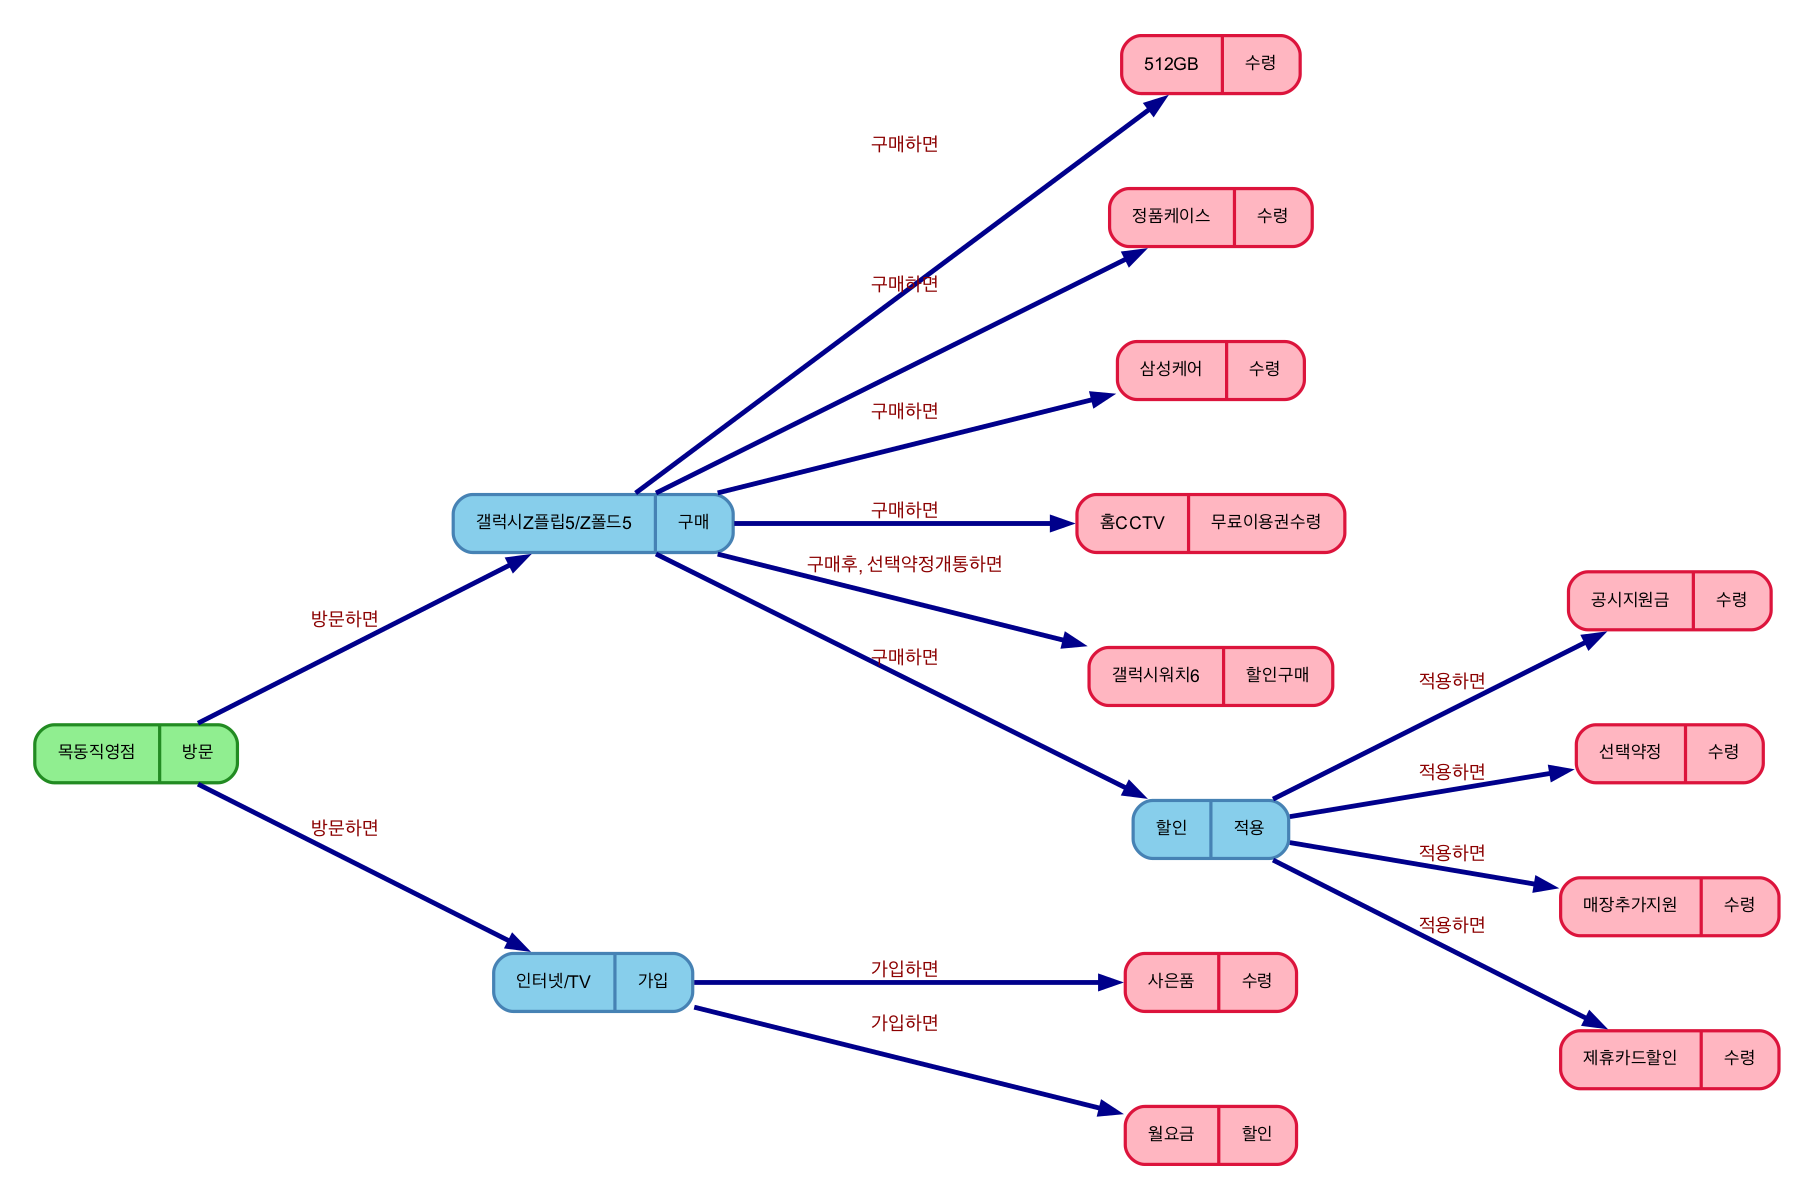 512GB 수령
구매하면
정품케이스 수령
구매하면
삼성케어 수령
구매하면
갤럭시Z플립5/Z폴드5 구매
구매하면
홈CCTV 무료이용권수령
구매후, 선택약정개통하면
갤럭시워치6 할인구매
구매하면
방문하면
목동직영점 방문
방문하면
할인 적용
적용하면
공시지원금 수령
적용하면
선택약정 수령
적용하면
매장추가지원 수령
적용하면
제휴카드할인 수령
인터넷/TV 가입
가입하면
사은품 수령
가입하면
월요금 할인